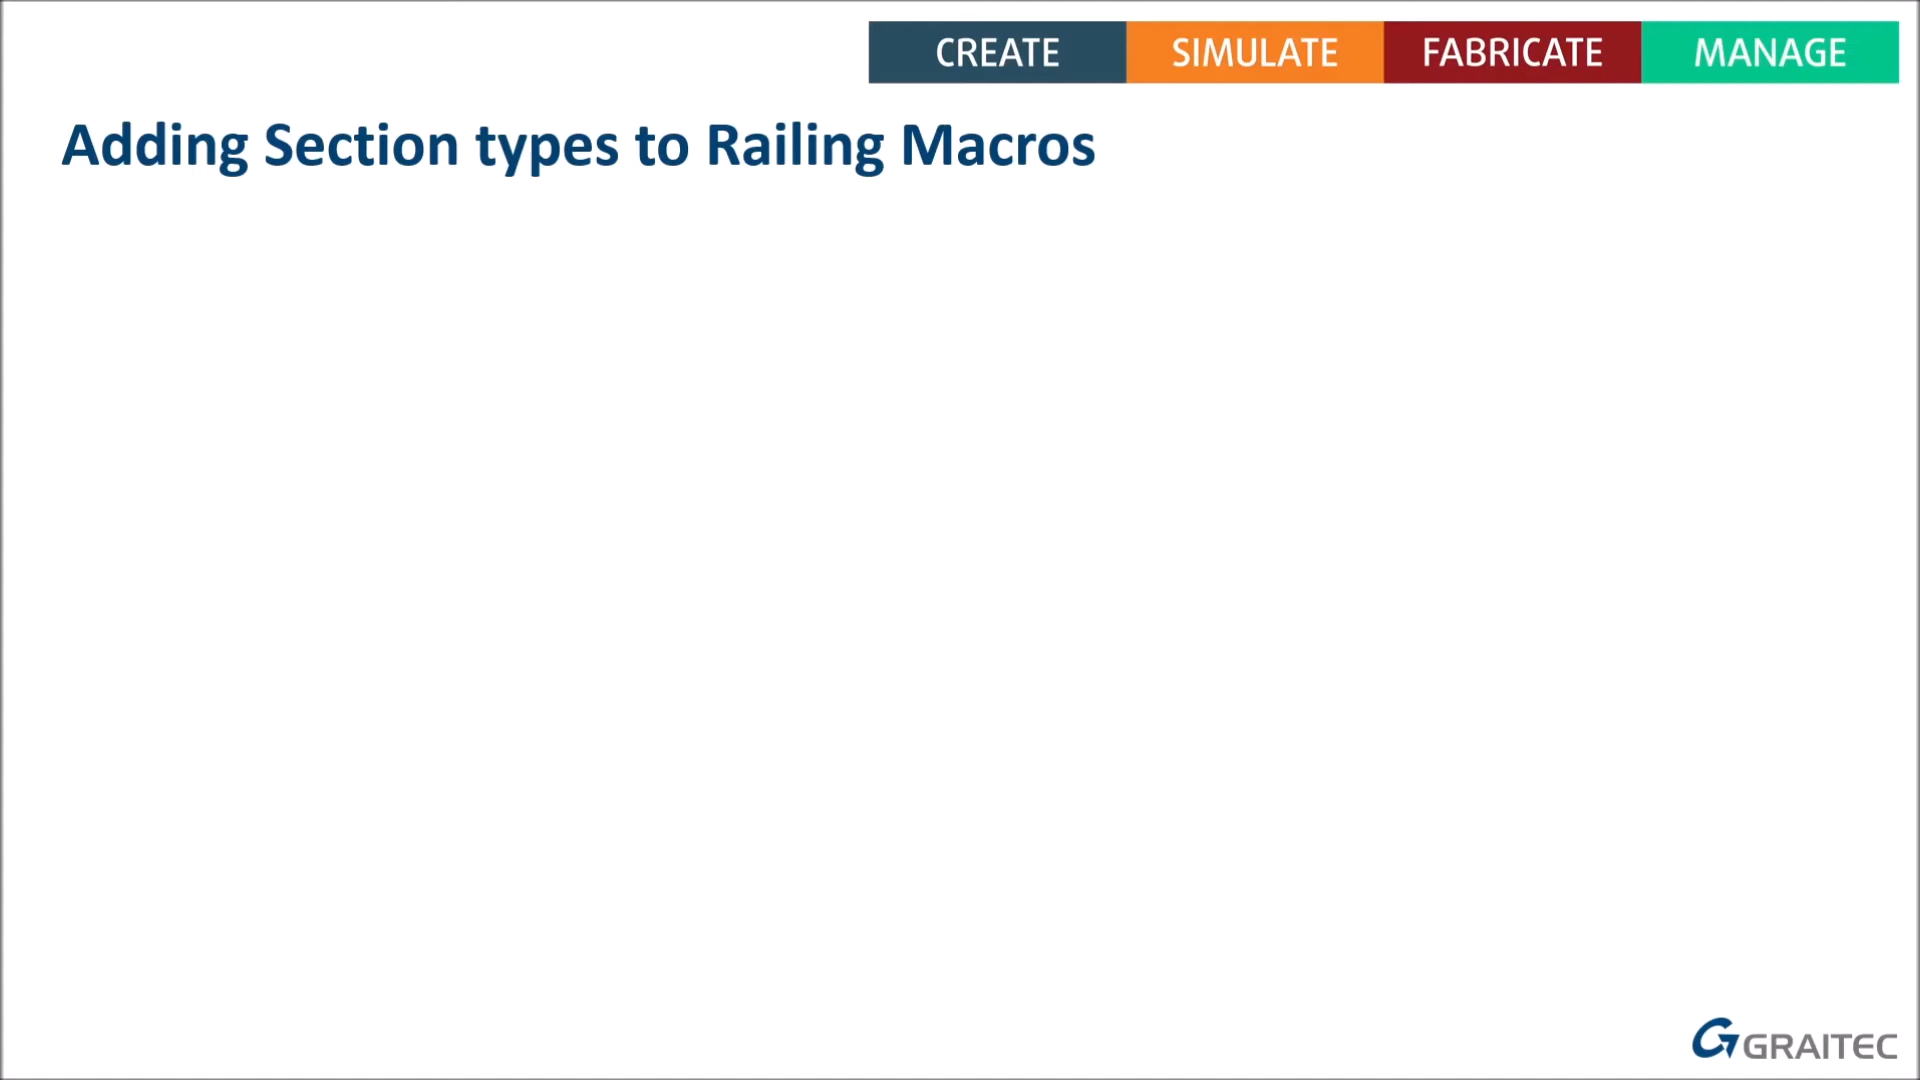 CREATE SIMULATE FABRICATE MANAGE
Adding Section types to Railing Macros
GRAITEC